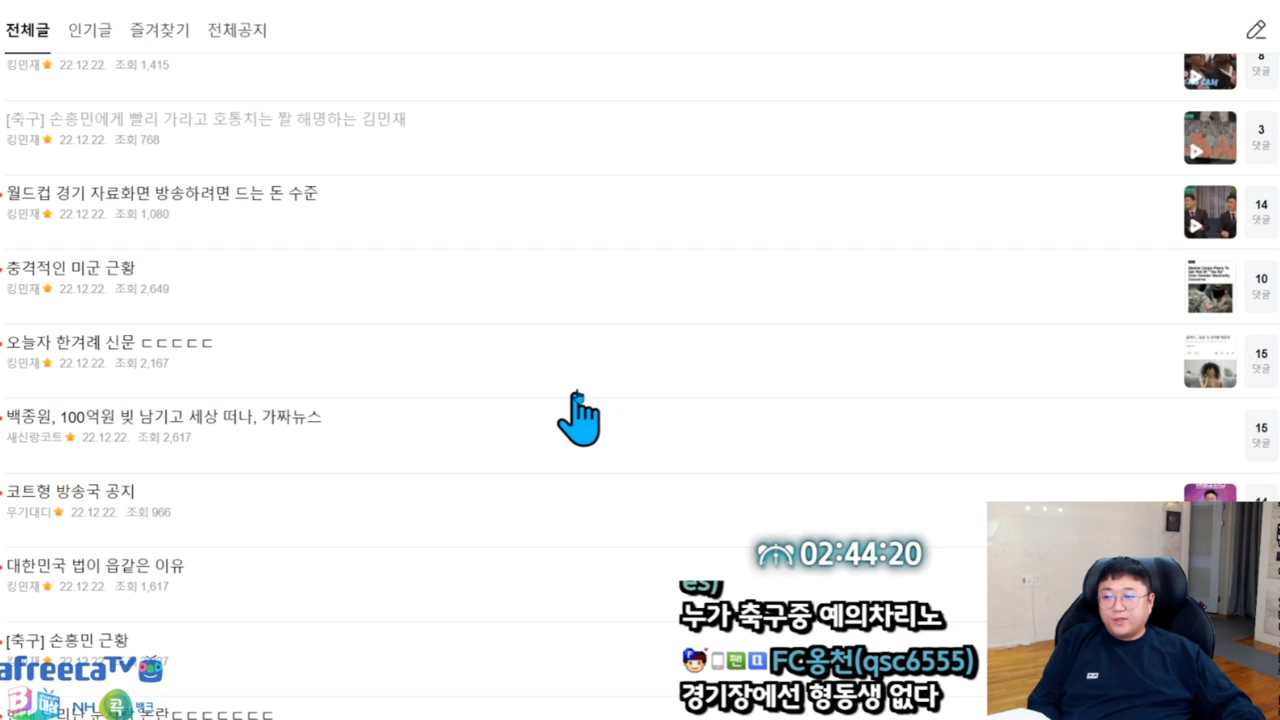 전체글 인기글 즐겨찾기 전체공지
킹민재 22.12.22. 조회 1,415
8
댓글
[축구] 손흥민에게 빨리 가라고 호통치는 짤 해명하는 김민재
킹민재 22.12.22. 조회 768
3
댓글
월드컵 경기 자료화면 방송하려면 드는 돈 수준
킹민재 22.12.22. 조회 1,080
14
댓글
충격적인 미군 근황
킹민재 22.12.22. 조회 2,649
10
댓글
오늘자 한겨례 신문 ㄷㄷㄷㄷㄷ
킹민재 22.12.22. 조회 2,167
15
댓글
백종원, 100억원 빚 남기고 세상 떠나, 가짜뉴스
새신랑코트 22.12.22. 조회 2,617
15
댓글
코트형 방송국 공지
우기대디 22.12.22. 조회 966
대한민국 법이 읍같은 이유
킹민재 22.12.22. 조회 1,617
[축구] 손흥민 근황
afreecaTV
02:44:20
es)
누가 축구중 예의차리노
FC옹천(qsc6555)
경기장에선 형동생 없다